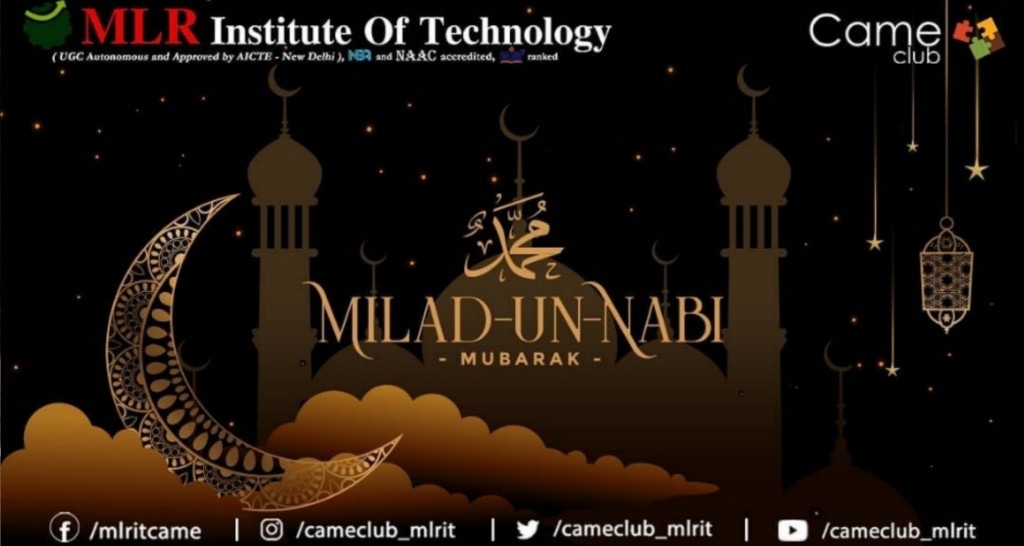 MLR Institute Of Technology
( UGC Autonomous and Approved by AICTE - New Delhi ), NBA and NAAC accredited, nirf ranked
Came
club
محمد
MILAD-UN-NABI
- MUBARAK -
/mlritcame | /cameclub_mlrit | /cameclub_mlrit | /cameclub_mlrit